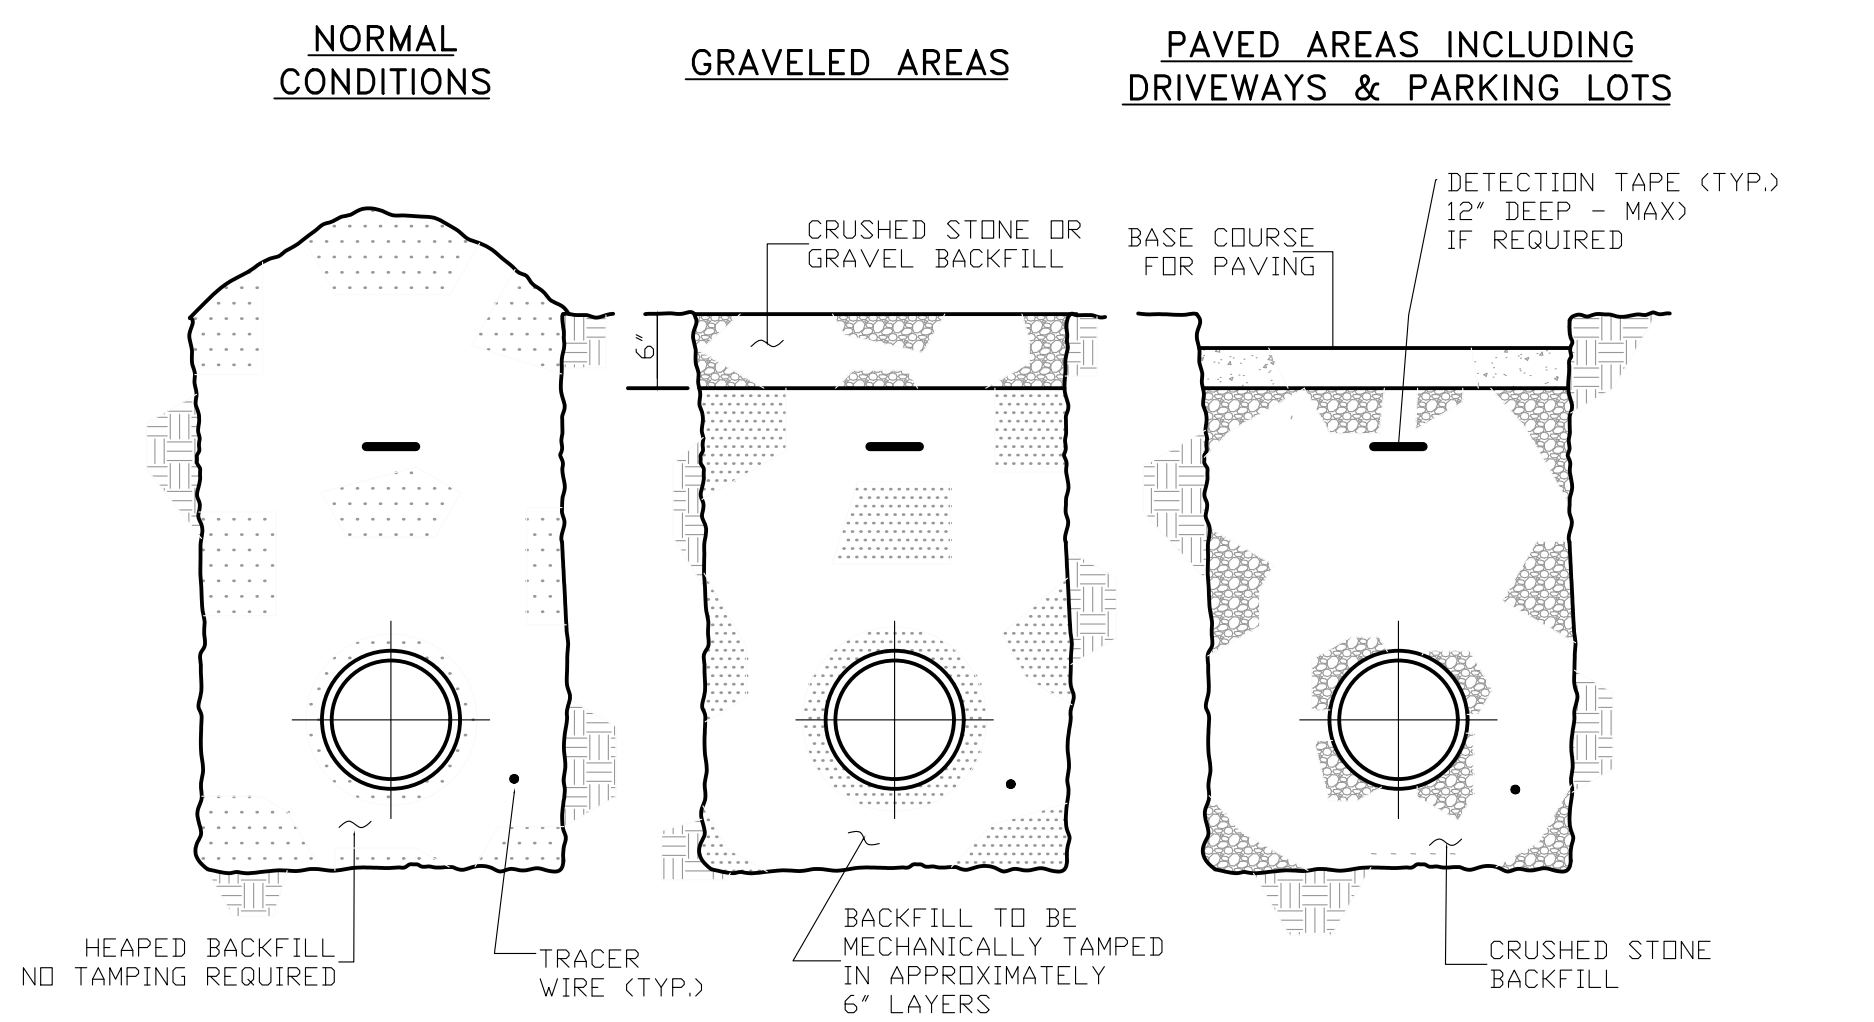 NORMAL
CONDITIONS
GRAVELED AREAS
PAVED AREAS INCLUDING
DRIVEWAYS & PARKING LOTS
DETECTION TAPE (TYP.)
12" DEEP - MAX)
IF REQUIRED
CRUSHED STONE OR
GRAVEL BACKFILL
BASE COURSE
FOR PAVING
6"
HEAPED BACKFILL
NO TAMPING REQUIRED
TRACER
WIRE (TYP.)
BACKFILL TO BE
MECHANICALLY TAMPED
IN APPROXIMATELY
6" LAYERS
CRUSHED STONE
BACKFILL